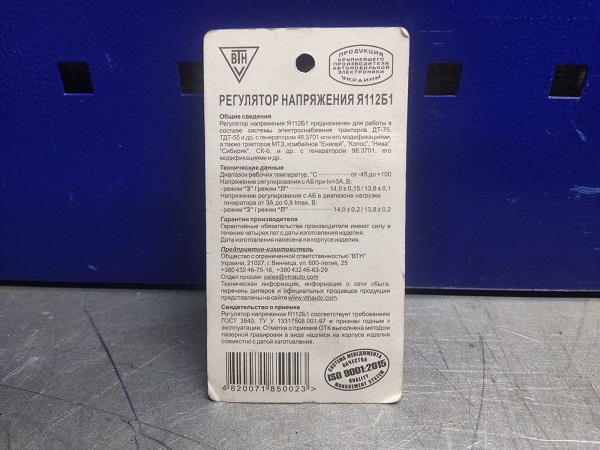 ВТН
ПРОДУКЦИЯ
КРУПНЕЙШЕГО
ПРОИЗВОДИТЕЛЯ
АВТОМОБИЛЬНОЙ
ЭЛЕКТРОНИКИ
УКРАИНЫ
РЕГУЛЯТОР НАПРЯЖЕНИЯ Я112Б1
Общие сведения
Регулятор напряжения Я112Б1 предназначен для работы в
составе системы электроснабжения тракторов ДТ-75,
ТДТ-55 и др. с генератором 46.3701 или его модификациями,
а также тракторов МТЗ, комбайнов "Енисей", "Колос", "Нива",
"Сибиряк", СК-6, и др. с генератором 98.3701. его
модификациями и др.
Технические данные
Диапазон рабочих температур, °С от -45 до +100
Напряжение регулирования с АБ при Iн=3А, В:
- режим "З" / режим "Л" 14,0 ± 0,15 / 13,8 ± 0,1
Напряжение регулирования с АБ в диапазоне нагрузки
генератора от 3А до 0,9 Imax, В:
- режим "З" / режим "Л" 14,0 ± 0,2 / 13,8 ± 0,2
Гарантии производителя
Гарантийные обязательства производителя имеют силу в
течение четырех лет с даты изготовления изделия.
Дата изготовления нанесена на корпусе изделия.
Предприятие-изготовитель
Общество с ограниченной ответственностью "ВТН"
Украина, 21027, г. Винница, ул. 600-летия, 25
+380 432 46-75-16, +380 432 46-63-29
Отдел продаж: sales@vtnauto.com
Техническая информация, информация о сети сбыта,
перечень дилеров и официальных продавцов продукции
представлены на сайте www.vtnauto.com
Свидетельство о приемке
Регулятор напряжения Я112Б1 соответствует требованиям
ГОСТ 3940, ТУ У 13317508.001-97 и признан годным к
эксплуатации. Отметка о приемке ОТК выполнена методом
лазерной гравировки в виде надписи на корпусе изделия
совместно с датой изготовления.
4 820071 850023 >
СИСТЕМА МЕНЕДЖМЕНТА
КАЧЕСТВА
ISO 9001:2015
QUALITY
MANAGEMENT SYSTEM